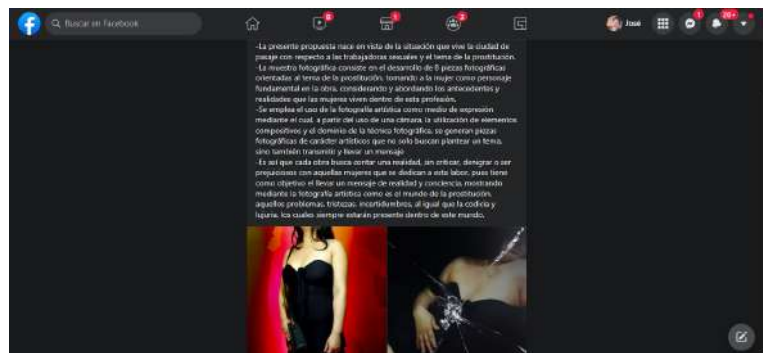 Buscar en Facebook
8
1
2
José
1
20+
-La presente propuesta nace en vista de la situación que vive la ciudad de
pasaje con respecto a las trabajadoras sexuales y el tema de la prostitución.
-La muestra fotográfica consiste en el desarrollo de 8 piezas fotográficas
orientadas al tema de la prostitución, tomando a la mujer como personaje
fundamental en la obra, considerando y abordando los antecedentes y
realidades que las mujeres viven dentro de esta profesión.
-Se emplea el uso de la fotografía artística como medio de expresión
mediante el cual, a partir del uso de una cámara, la utilización de elementos
compositivos y el dominio de la técnica fotográfica, se generan piezas
fotográficas de carácter artísticos que no solo buscan plantear un tema,
sino también transmitir y llevar un mensaje
-Es así que cada obra busca contar una realidad, sin criticar, denigrar o ser
prejuiciosos con aquellas mujeres que se dedican a esta labor, pues tiene
como objetivo el llevar un mensaje de realidad y conciencia, mostrando
mediante la fotografía artística como es el mundo de la prostitución,
aquellos problemas, tristezas, incertidumbres, al igual que la codicia y
lujuria, los cuales siempre estarán presente dentro de este mundo.